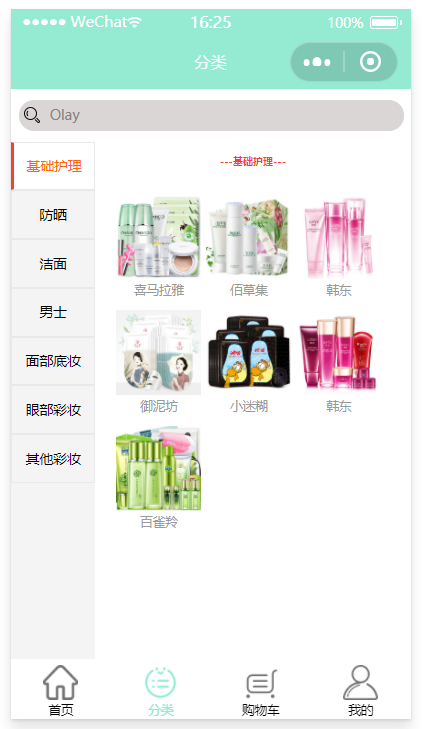 WeChat 16:25 100%
分类
Olay
基础护理
防晒
洁面
男士
面部底妆
眼部彩妆
其他彩妆
---基础护理---
喜马拉雅 佰草集 韩东
御泥坊 小迷糊 韩东
百雀羚
首页 分类 购物车 我的